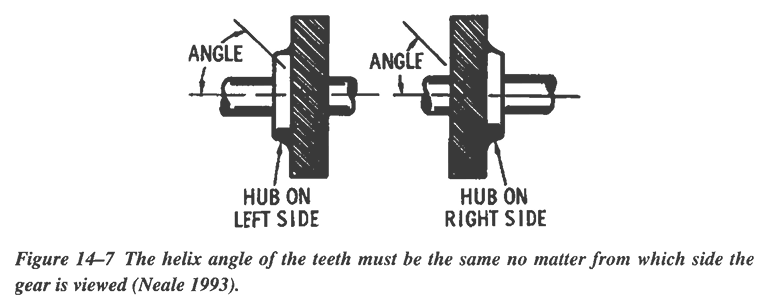 ANGLE
ANGLE
HUB ON
LEFT SIDE
HUB ON
RIGHT SIDE
Figure 14–7 The helix angle of the teeth must be the same no matter from which side the
gear is viewed (Neale 1993).